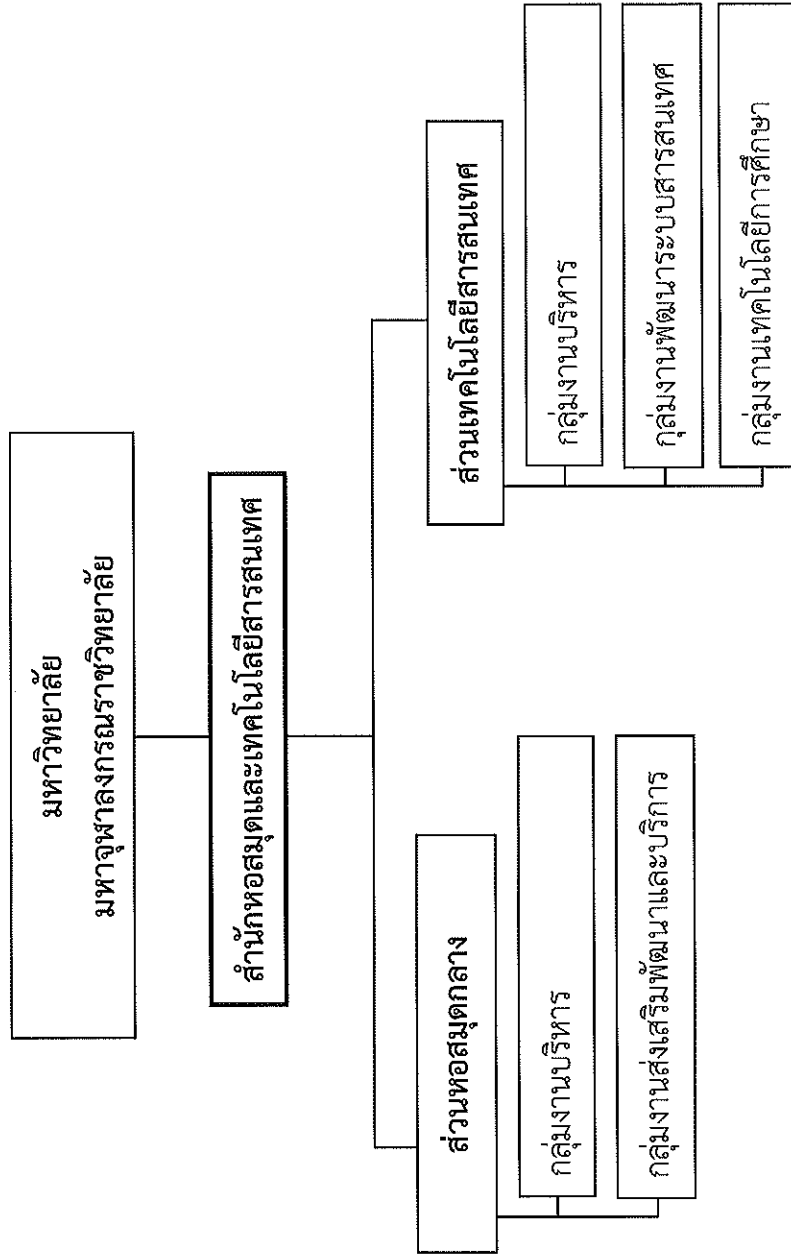 มหาวิทยาลัย
มหาจุฬาลงกรณราชวิทยาลัย
สำนักหอสมุดและเทคโนโลยีสารสนเทศ
ส่วนหอสมุดกลาง
กลุ่มงานบริหาร
กลุ่มงานส่งเสริมพัฒนาและบริการ
ส่วนเทคโนโลยีสารสนเทศ
กลุ่มงานบริหาร
กุล่มงานพัฒนาระบบสารสนเทศ
กลุ่มงานเทคโนโลยีการศึกษา